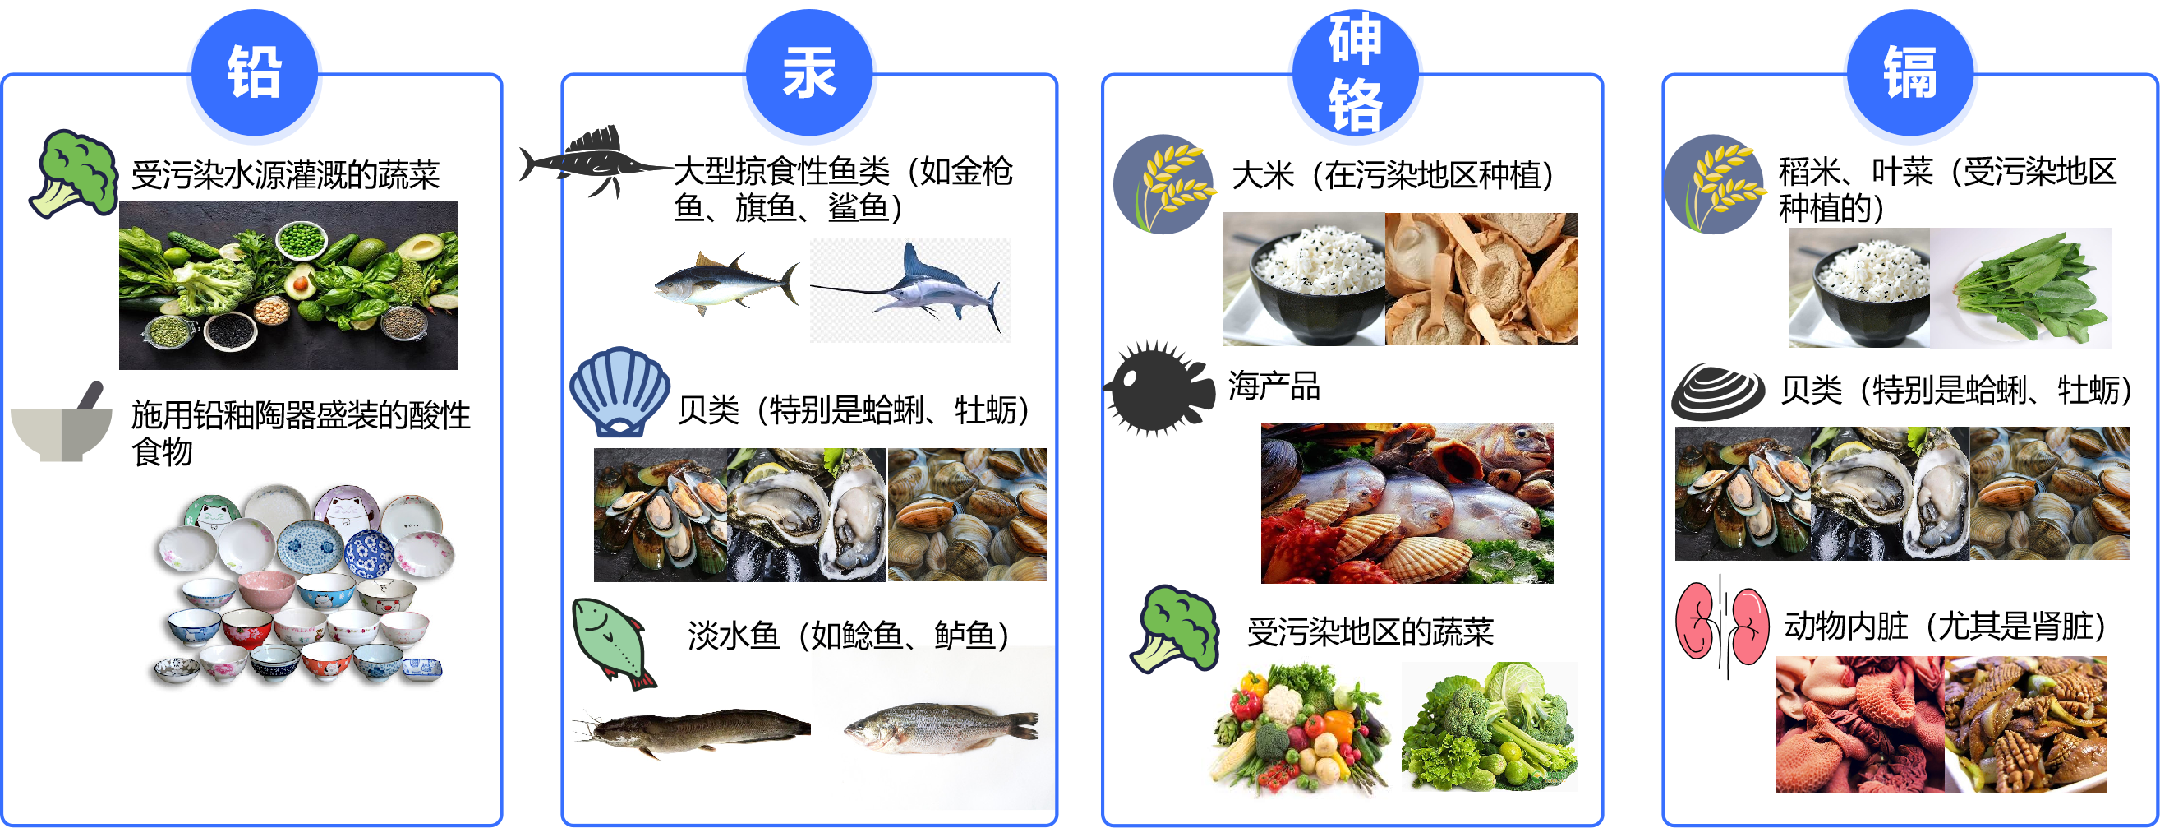 铅
受污染水源灌溉的蔬菜
施用铅釉陶器盛装的酸性
食物
汞
大型掠食性鱼类（如金枪
鱼、旗鱼、鲨鱼）
贝类（特别是蛤蜊、牡蛎）
淡水鱼（如鲶鱼、鲈鱼）
砷
铬
大米（在污染地区种植）
海产品
受污染地区的蔬菜
镉
稻米、叶菜（受污染地区
种植的）
贝类（特别是蛤蜊、牡蛎）
动物内脏（尤其是肾脏）